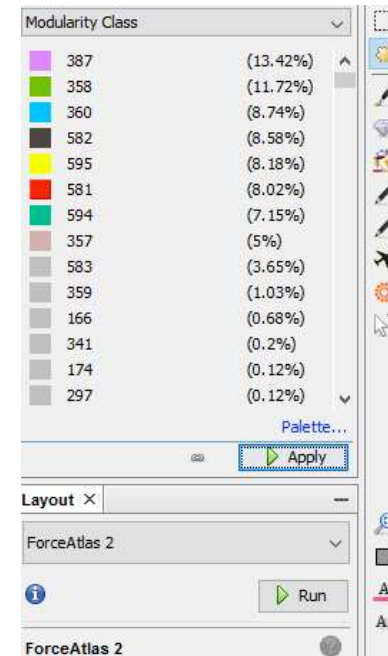 Modularity Class
387 (13.42%)
358 (11.72%)
360 (8.74%)
582 (8.58%)
595 (8.18%)
581 (8.02%)
594 (7.15%)
357 (5%)
583 (3.65%)
359 (1.03%)
166 (0.68%)
341 (0.2%)
174 (0.12%)
297 (0.12%)
Palette...
Apply
Layout ×
ForceAtlas 2
Run
ForceAtlas 2
A
A